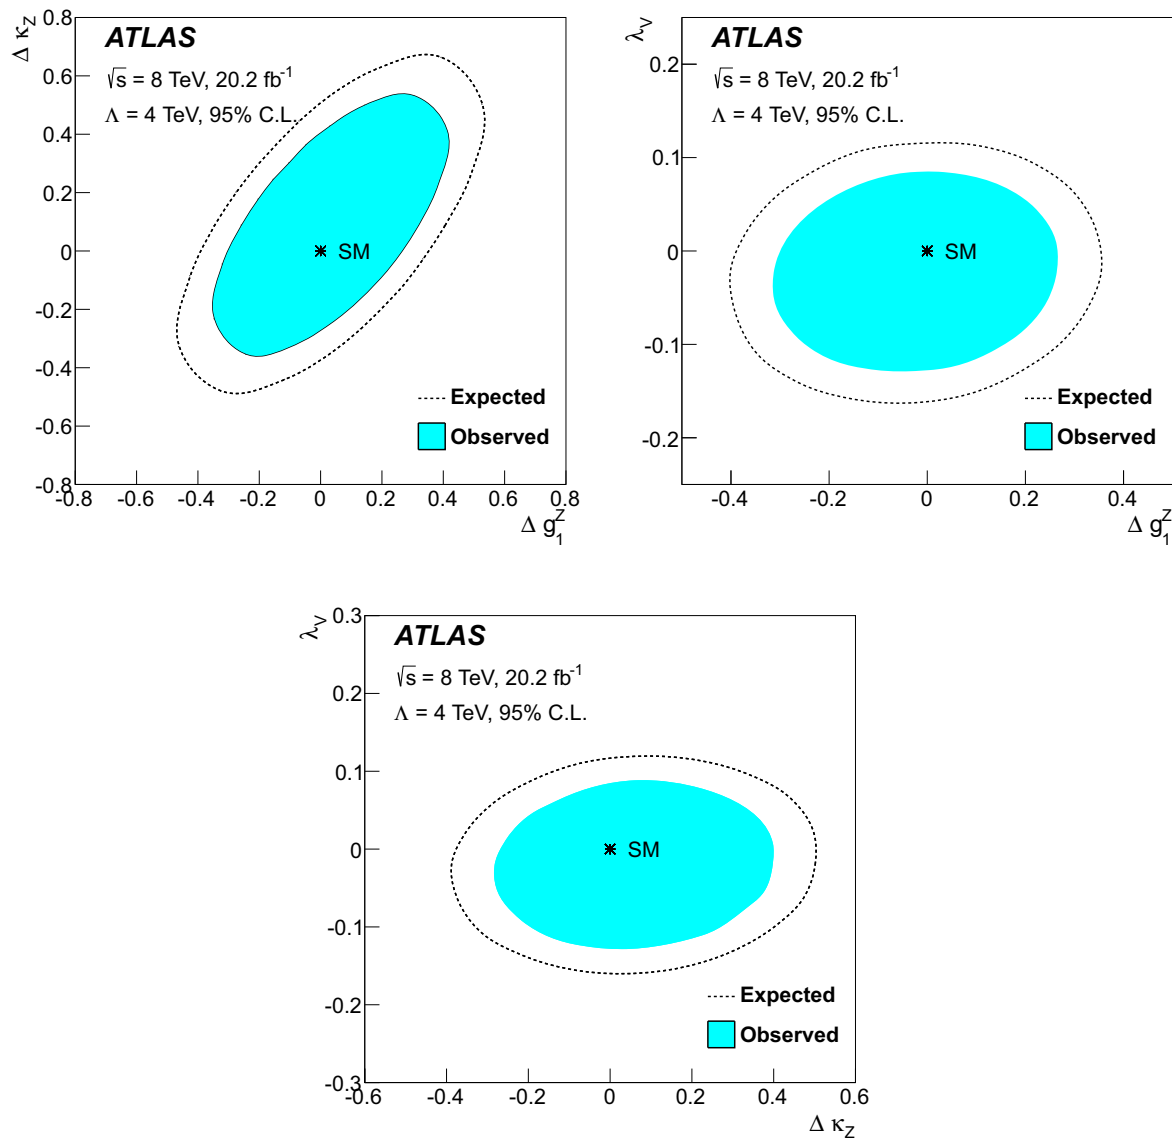 Δ κ_Z
0.8
0.6
0.4
0.2
0
-0.2
-0.4
-0.6
-0.8
ATLAS
√s = 8 TeV, 20.2 fb⁻¹
Λ = 4 TeV, 95% C.L.
SM
Expected
Observed
-0.8 -0.6 -0.4 -0.2 0 0.2 0.4 0.6 0.8
Δ g₁^Z
λ_V
0.2
0.1
0
-0.1
-0.2
ATLAS
√s = 8 TeV, 20.2 fb⁻¹
Λ = 4 TeV, 95% C.L.
SM
Expected
Observed
-0.4 -0.2 0 0.2 0.4
Δ g₁^Z
λ_V
0.3
0.2
0.1
0
-0.1
-0.2
-0.3
ATLAS
√s = 8 TeV, 20.2 fb⁻¹
Λ = 4 TeV, 95% C.L.
SM
Expected
Observed
-0.6 -0.4 -0.2 0 0.2 0.4 0.6
Δ κ_Z